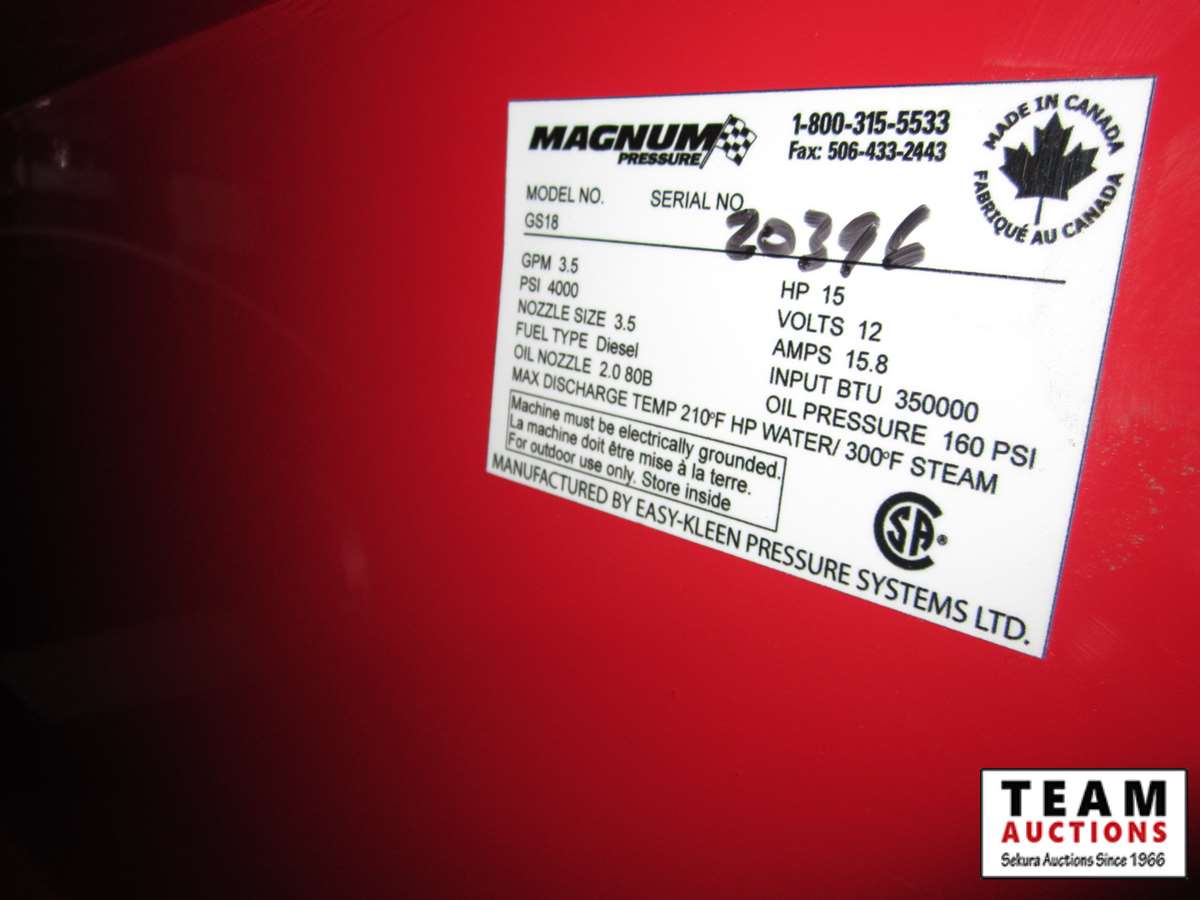 MAGNUM
PRESSURE
1-800-315-5533
Fax: 506-433-2443
MADE IN CANADA
FABRIQUÉ AU CANADA
MODEL NO.
GS18
SERIAL NO.
20396
GPM 3.5
PSI 4000
NOZZLE SIZE 3.5
FUEL TYPE Diesel
OIL NOZZLE 2.0 80B
HP 15
VOLTS 12
AMPS 15.8
INPUT BTU 350000
OIL PRESSURE 160 PSI
MAX DISCHARGE TEMP 210°F HP WATER/ 300°F STEAM
Machine must be electrically grounded.
La machine doit être mise à la terre.
For outdoor use only. Store inside
MANUFACTURED BY EASY-KLEEN PRESSURE SYSTEMS LTD.
CSA®
TEAM
AUCTIONS
Sekura Auctions Since 1966